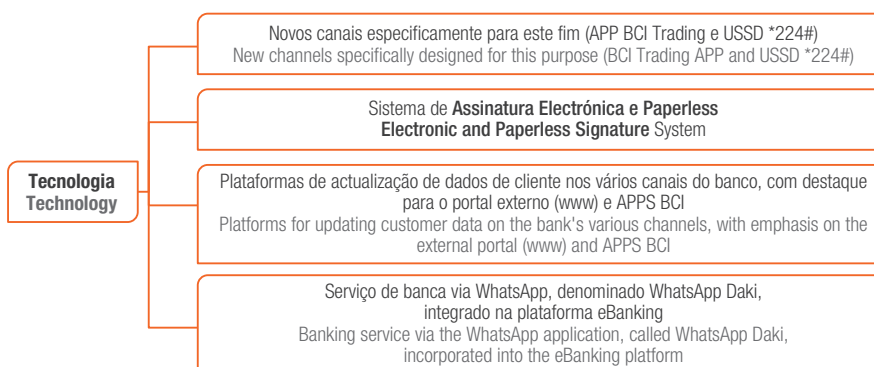 Novos canais especificamente para este fim (APP BCI Trading e USSD *224#)
New channels specifically designed for this purpose (BCI Trading APP and USSD *224#)
Sistema de Assinatura Electrónica e Paperless
Electronic and Paperless Signature System
Tecnologia
Technology
Plataformas de actualização de dados de cliente nos vários canais do banco, com destaque
para o portal externo (www) e APPS BCI
Platforms for updating customer data on the bank's various channels, with emphasis on the
external portal (www) and APPS BCI
Serviço de banca via WhatsApp, denominado WhatsApp Daki,
integrado na plataforma eBanking
Banking service via the WhatsApp application, called WhatsApp Daki,
incorporated into the eBanking platform